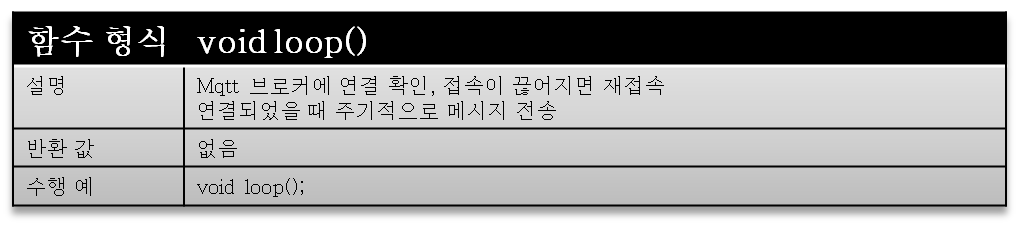 함수 형식 void loop()
설명 Mqtt 브로커에 연결 확인, 접속이 끊어지면 재접속
연결되었을 때 주기적으로 메시지 전송
반환 값 없음
수행 예 void loop();